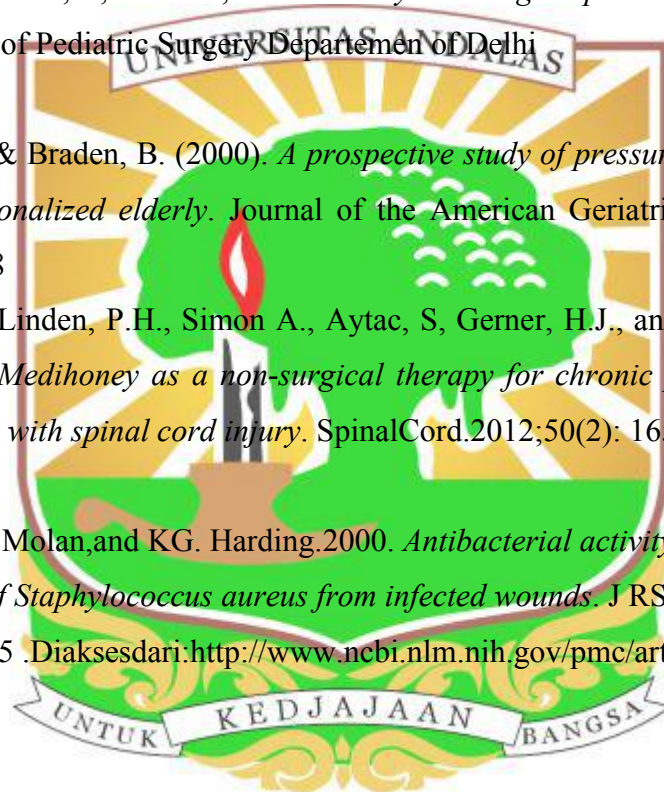 of Pediatric Surgery Departemen of Delhi
UNIVERSITAS ANDALAS
& Braden, B. (2000). A prospective study of pressur
onalized elderly. Journal of the American Geriatri
8
Linden, P.H., Simon A., Aytac, S, Gerner, H.J., an
Medihoney as a non-surgical therapy for chronic
with spinal cord injury. SpinalCord.2012;50(2): 16
Molan,and KG. Harding.2000. Antibacterial activity
f Staphylococcus aureus from infected wounds. J RS
5 .Diaksesdari:http://www.ncbi.nlm.nih.gov/pmc/art
UNTUK KEDJAJAAN BANGSA